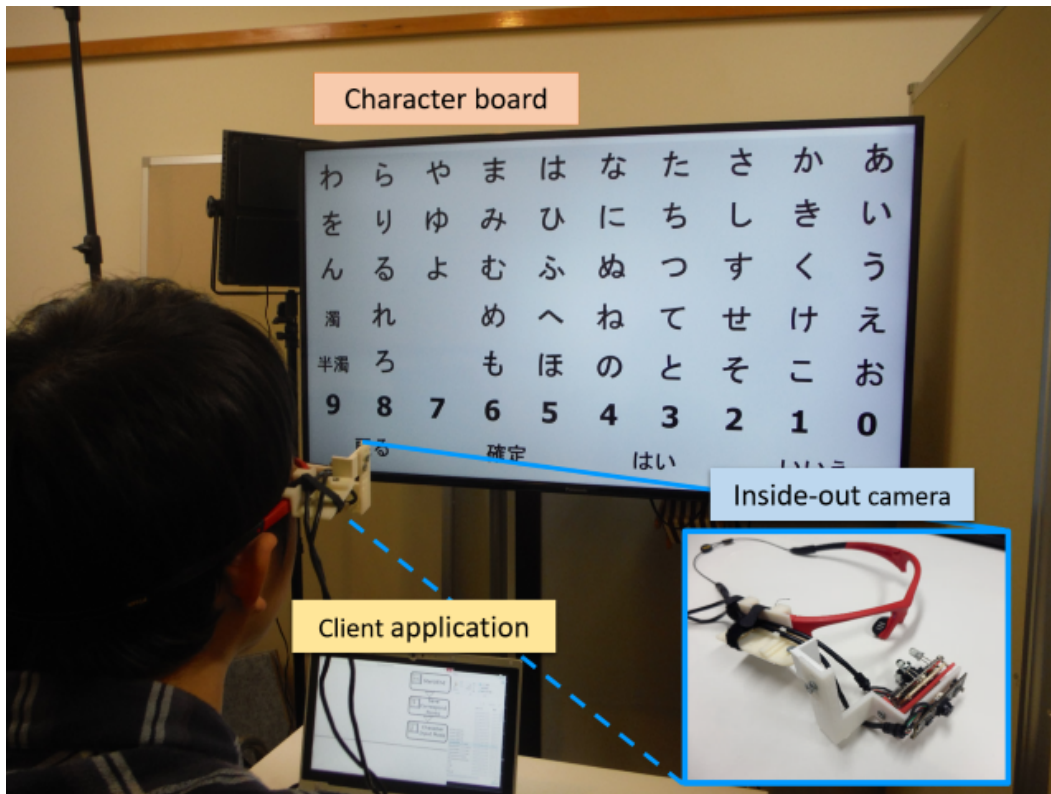 Character board
わ ら や ま は な た さ か あ
を り ゆ み ひ に ち し き い
ん る よ む ふ ぬ つ す く う
濁 れ め へ ね て せ け え
半濁 ろ も ほ の と そ こ お
9 8 7 6 5 4 3 2 1 0
る 確定 はい
Inside-out camera
Client application